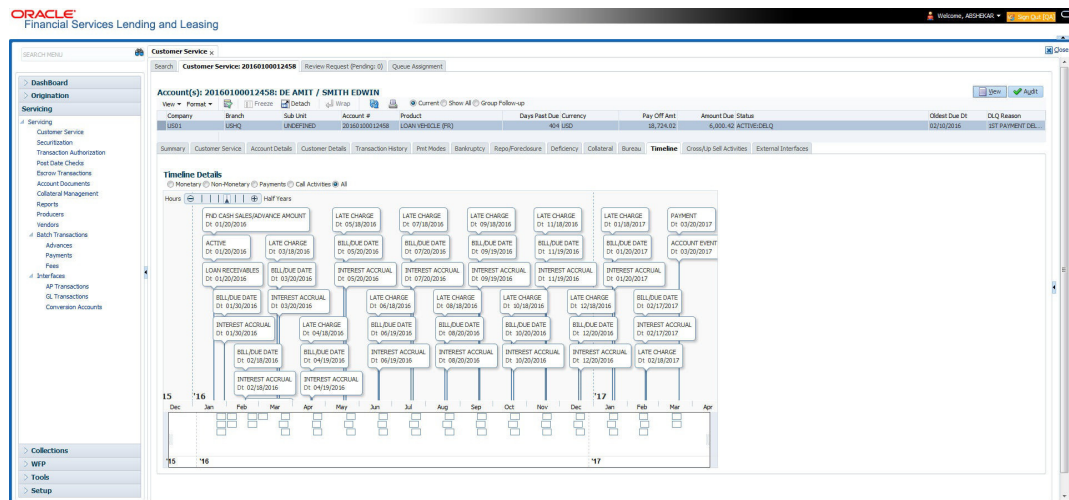 ORACLE
Financial Services Lending and Leasing
Welcome, ABSHEKAR
Sign Out [QA]
SEARCH MENU
DashBoard
Origination
Servicing
Servicing
Customer Service
Securitization
Transaction Authorization
Post Date Checks
Escrow Transactions
Account Documents
Collateral Management
Reports
Producers
Vendors
Batch Transactions
Advances
Payments
Fees
Interfaces
AP Transactions
GL Transactions
Conversion Accounts
Collections
WFP
Tools
Setup
Customer Service x
Close
Search Customer Service: 20160100012458 Review Request (Pending: 0) Queue Assignment
Account(s): 20160100012458: DE AMIT / SMITH EDWIN
View Audit
View Format Freeze Detach Wrap Current Show All Group Follow-up
Company Branch Sub Unit Account # Product Days Past Due Currency Pay Off Amt Amount Due Status Oldest Due Dt DLQ Reason
US01 USHQ UNDEFINED 20160100012458 LOAN VEHICLE (FR) 404 USD 18,724.02 6,000.42 ACTIVE:DELQ 02/10/2016 1ST PAYMENT DEL...
Summary Customer Service Account Details Customer Details Transaction History Pmt Modes Bankruptcy Repo/Foreclosure Deficiency Collateral Bureau Timeline Cross/Up Sell Activities External Interfaces
Timeline Details
Monetary Non-Monetary Payments Call Activities All
Hours Half Years
FND CASH SALES/ADVANCE AMOUNT LATE CHARGE LATE CHARGE LATE CHARGE LATE CHARGE LATE CHARGE PAYMENT
Dt 01/20/2016 Dt 05/18/2016 Dt 07/18/2016 Dt 09/18/2016 Dt 11/18/2016 Dt 01/18/2017 Dt 03/20/2017
ACTIVE LATE CHARGE BILL/DUE DATE BILL/DUE DATE BILL/DUE DATE BILL/DUE DATE BILL/DUE DATE ACCOUNT EVENT
Dt 01/20/2016 Dt 03/18/2016 Dt 05/20/2016 Dt 07/20/2016 Dt 09/19/2016 Dt 11/19/2016 Dt 01/20/2017 Dt 03/20/2017
LOAN RECEIVABLES BILL/DUE DATE INTEREST ACCRUAL INTEREST ACCRUAL INTEREST ACCRUAL INTEREST ACCRUAL INTEREST ACCRUAL
Dt 01/20/2016 Dt 03/20/2016 Dt 05/20/2016 Dt 07/20/2016 Dt 09/19/2016 Dt 11/19/2016 Dt 01/20/2017
BILL/DUE DATE INTEREST ACCRUAL LATE CHARGE LATE CHARGE LATE CHARGE LATE CHARGE BILL/DUE DATE
Dt 01/30/2016 Dt 03/20/2016 Dt 06/18/2016 Dt 08/18/2016 Dt 10/18/2016 Dt 12/18/2016 Dt 02/17/2017
INTEREST ACCRUAL LATE CHARGE BILL/DUE DATE BILL/DUE DATE BILL/DUE DATE BILL/DUE DATE INTEREST ACCRUAL
Dt 01/30/2016 Dt 04/18/2016 Dt 06/19/2016 Dt 08/20/2016 Dt 10/20/2016 Dt 12/20/2016 Dt 02/17/2017
BILL/DUE DATE BILL/DUE DATE INTEREST ACCRUAL INTEREST ACCRUAL INTEREST ACCRUAL INTEREST ACCRUAL LATE CHARGE
Dt 02/18/2016 Dt 04/19/2016 Dt 06/19/2016 Dt 08/20/2016 Dt 10/20/2016 Dt 12/20/2016 Dt 02/18/2017
INTEREST ACCRUAL INTEREST ACCRUAL
Dt 02/18/2016 Dt 04/19/2016
15 '16 '17
Dec Jan Feb Mar Apr May Jun Jul Aug Sep Oct Nov Dec Jan Feb Mar Apr
'15 '16 '17